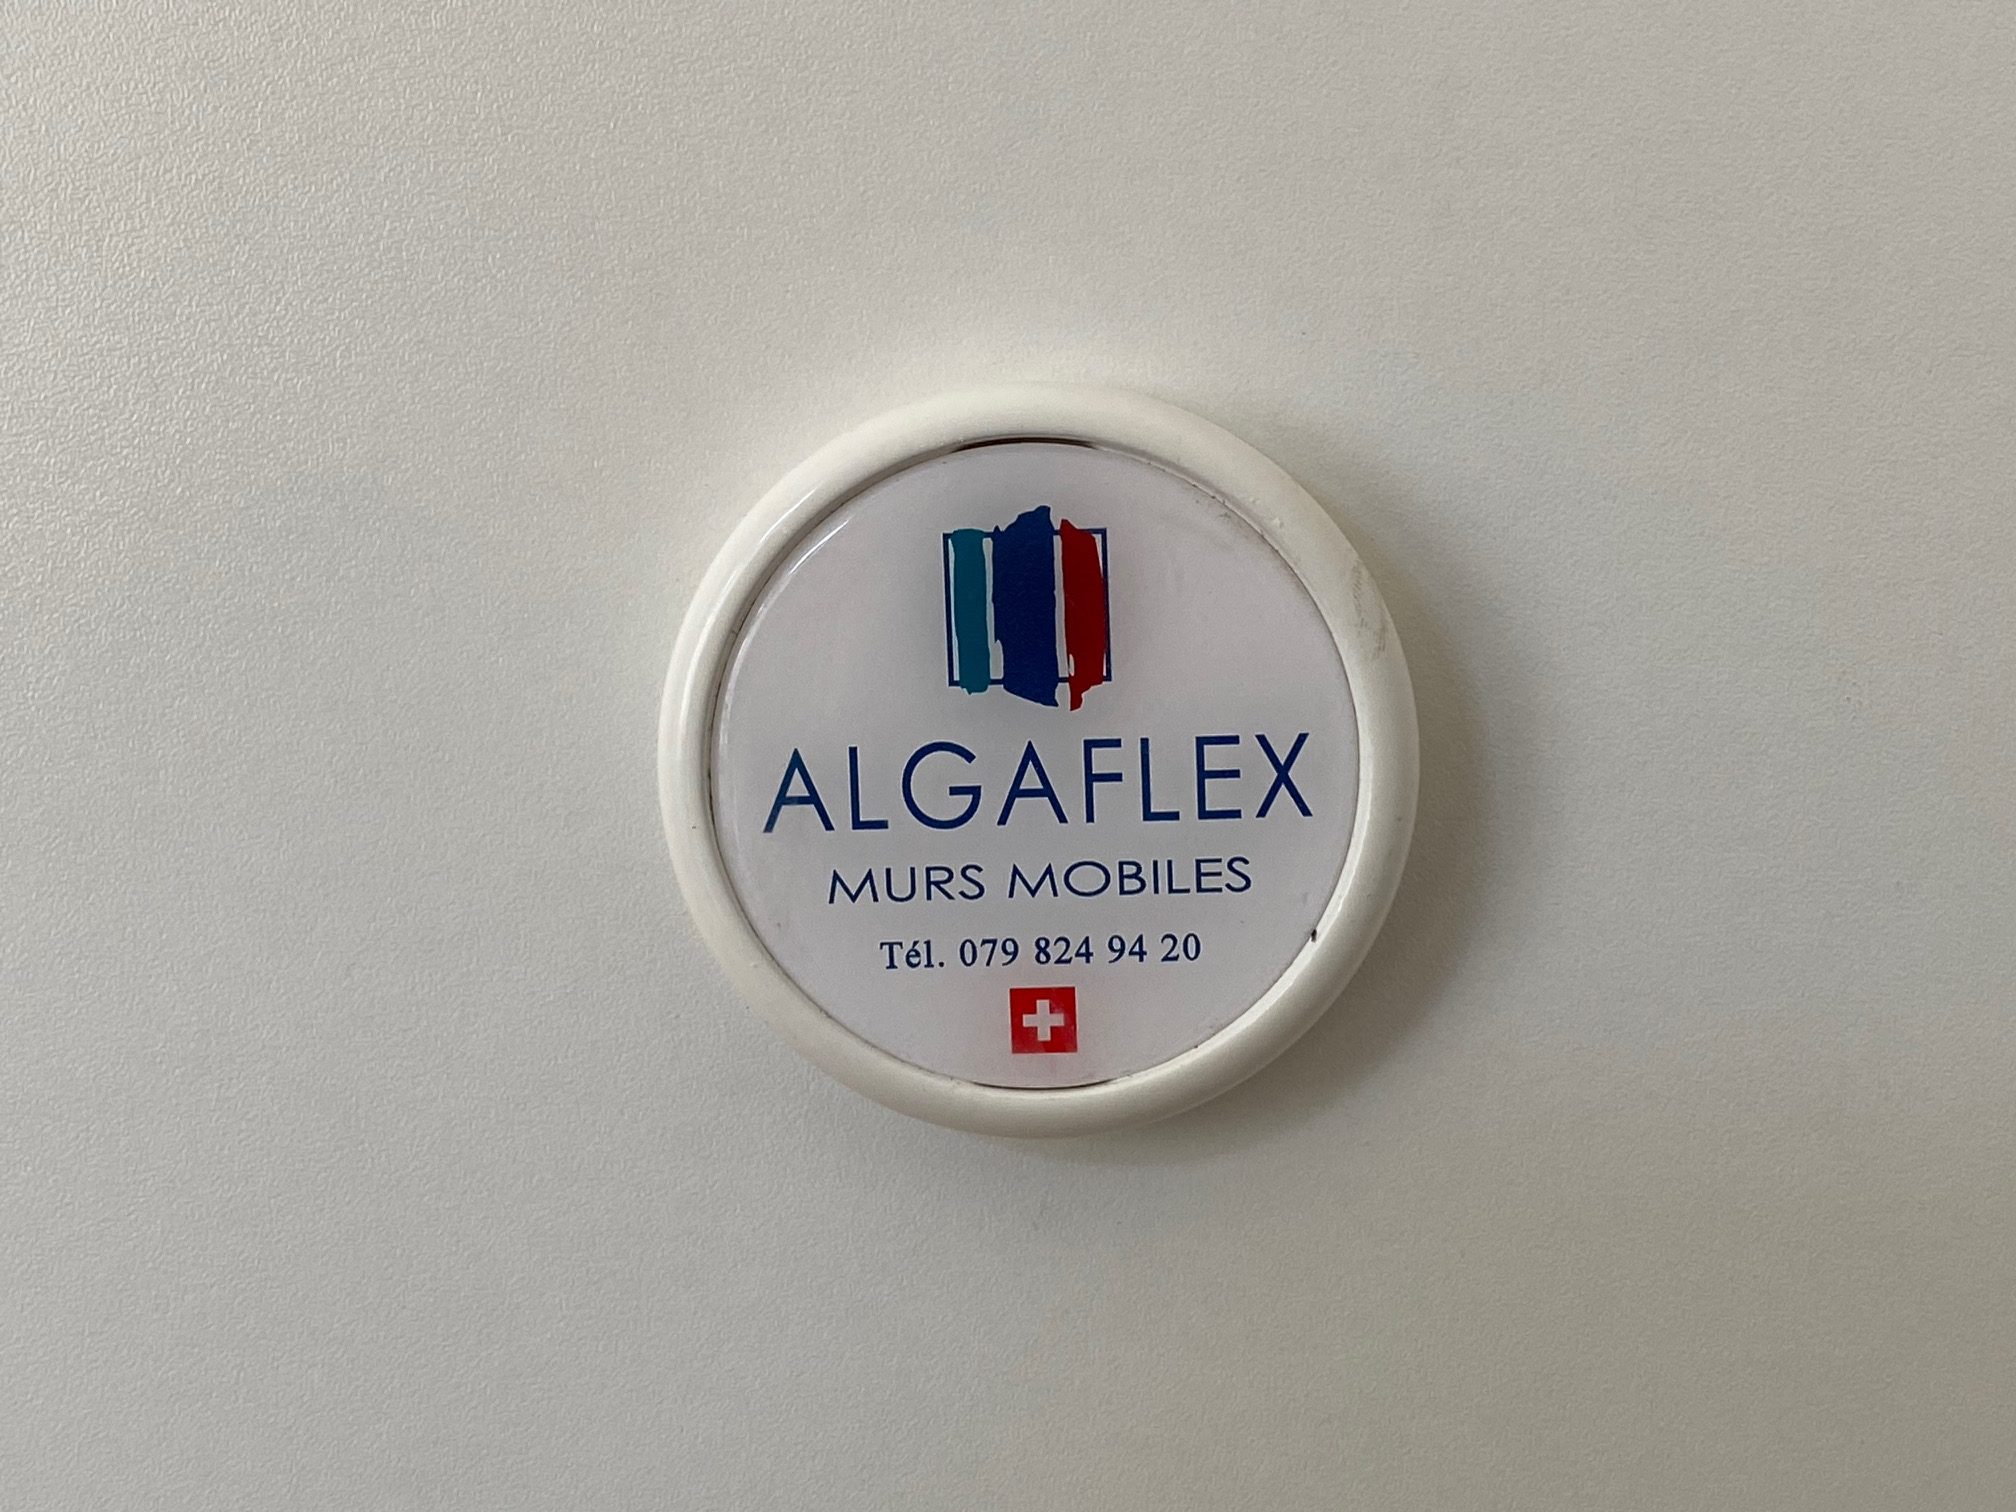 ALGAFLEX
MURS MOBILES
Tél. 079 824 94 20